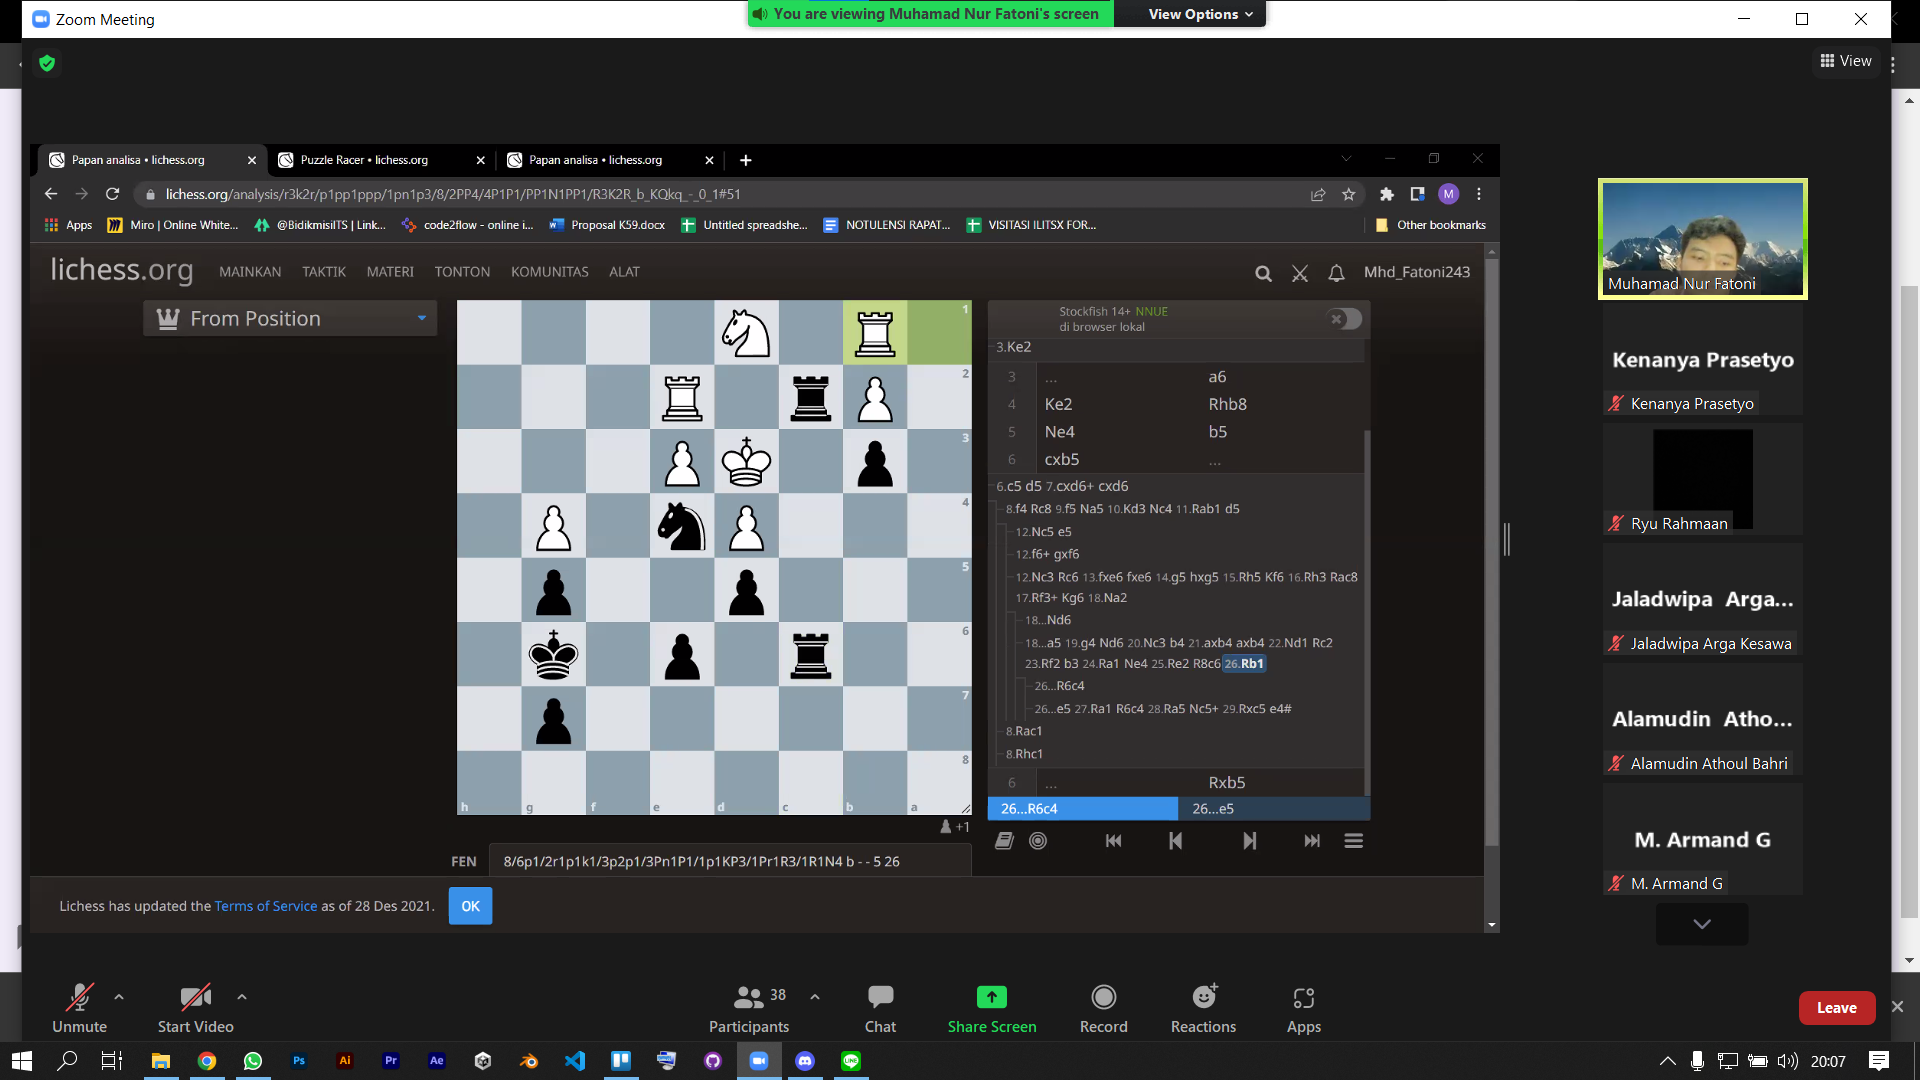 Zoom Meeting
You are viewing Muhamad Nur Fatoni's screen
View Options
View
Papan analisa • lichess.org
Puzzle Racer • lichess.org
Papan analisa • lichess.org
lichess.org/analysis/r3k2r/p1pp1ppp/1pn1p3/8/2PP4/4P1P1/PP1N1PP1/R3K2R_b_KQkq_-_0_1#51
M
Apps
Miro | Online White...
@BidikmisiITS | Link...
code2flow - online i...
Proposal K59.docx
Untitled spreadshe...
NOTULENSI RAPAT...
VISITASI ILITSX FOR...
Other bookmarks
lichess.org
MAINKAN
TAKTIK
MATERI
TONTON
KOMUNITAS
ALAT
Mhd_Fatoni243
From Position
1
2
3
4
5
6
7
8
h g f e d c b a
+1
FEN
8/6p1/2r1p1k1/3p2p1/3Pn1P1/1p1KP3/1Pr1R3/1R1N4 b - - 5 26
Stockfish 14+ NNUE
di browser lokal
3.Ke2
3 ... a6
4 Ke2 Rhb8
5 Ne4 b5
6 cxb5 ...
6.c5 d5 7.cxd6+ cxd6
8.f4 Rc8 9.f5 Na5 10.Kd3 Nc4 11.Rab1 d5
12.Nc5 e5
12.f6+ gxf6
12.Nc3 Rc6 13.fxe6 fxe6 14.g5 hxg5 15.Rh5 Kf6 16.Rh3 Rac8
17.Rf3+ Kg6 18.Na2
18...Nd6
18...a5 19.g4 Nd6 20.Nc3 b4 21.axb4 axb4 22.Nd1 Rc2
23.Rf2 b3 24.Ra1 Ne4 25.Re2 R8c6 26.Rb1
26...R6c4
26...e5 27.Ra1 R6c4 28.Ra5 Nc5+ 29.Rxc5 e4#
8.Rac1
8.Rhc1
6 ... Rxb5
26...R6c4
26...e5
Lichess has updated the Terms of Service as of 28 Des 2021.
OK
Muhamad Nur Fatoni
Kenanya Prasetyo
Kenanya Prasetyo
Ryu Rahmaan
Jaladwipa Arga...
Jaladwipa Arga Kesawa
Alamudin Atho...
Alamudin Athoul Bahri
M. Armand G
M. Armand G
Unmute
Start Video
Participants
38
Chat
Share Screen
Record
Reactions
Apps
Leave
Ps
Ai
Pr
Ae
LINE
20:07